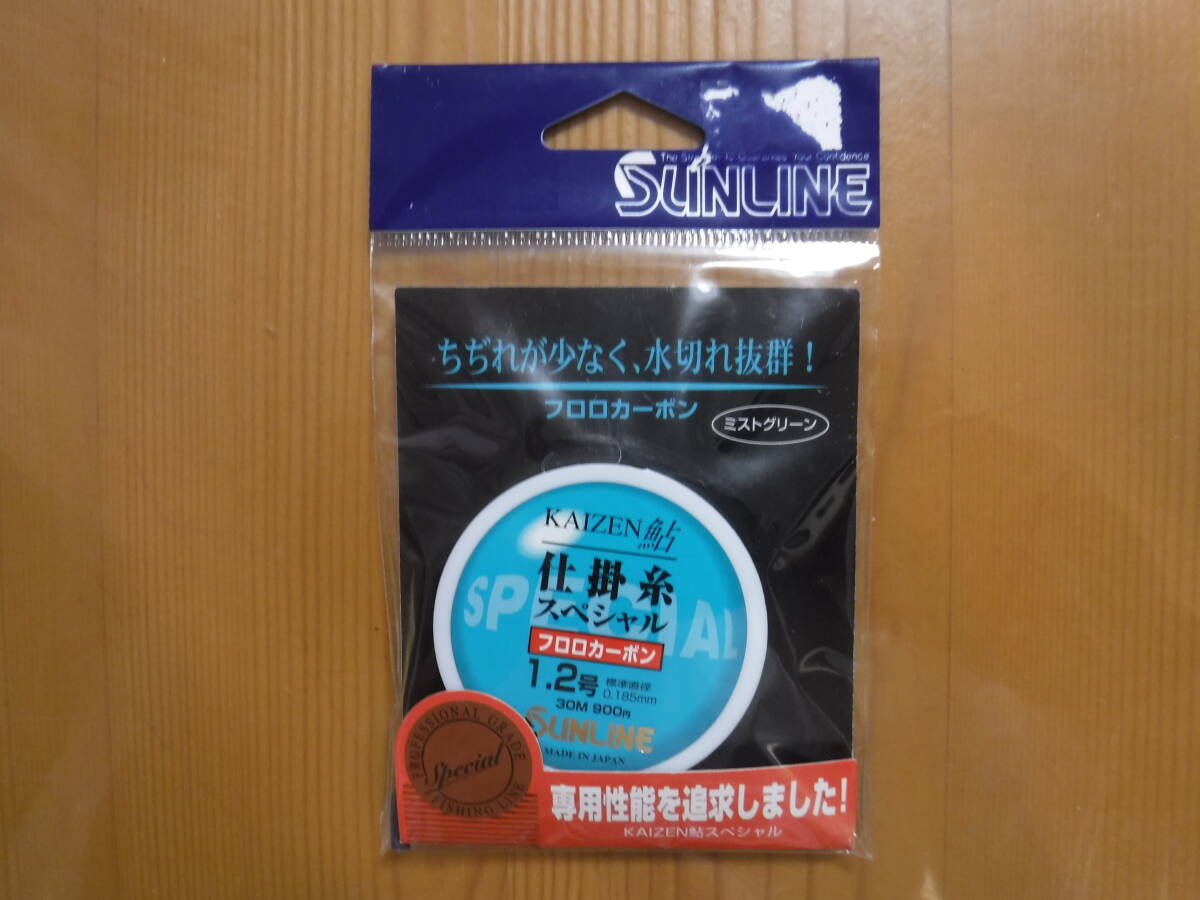 The Strength To Guarantee Your Confidence
SUNLINE
ちぢれが少なく、水切れ抜群！
フロロカーボン
ミストグリーン
KAIZEN鮎
SPECIAL
仕掛糸
スペシャル
フロロカーボン
1.2号 標準直径
0.185mm
30M 900円
SUNLINE
MADE IN JAPAN
PROFESSIONAL GRADE
Special
FISHING LINE
専用性能を追求しました！
KAIZEN鮎スペシャル